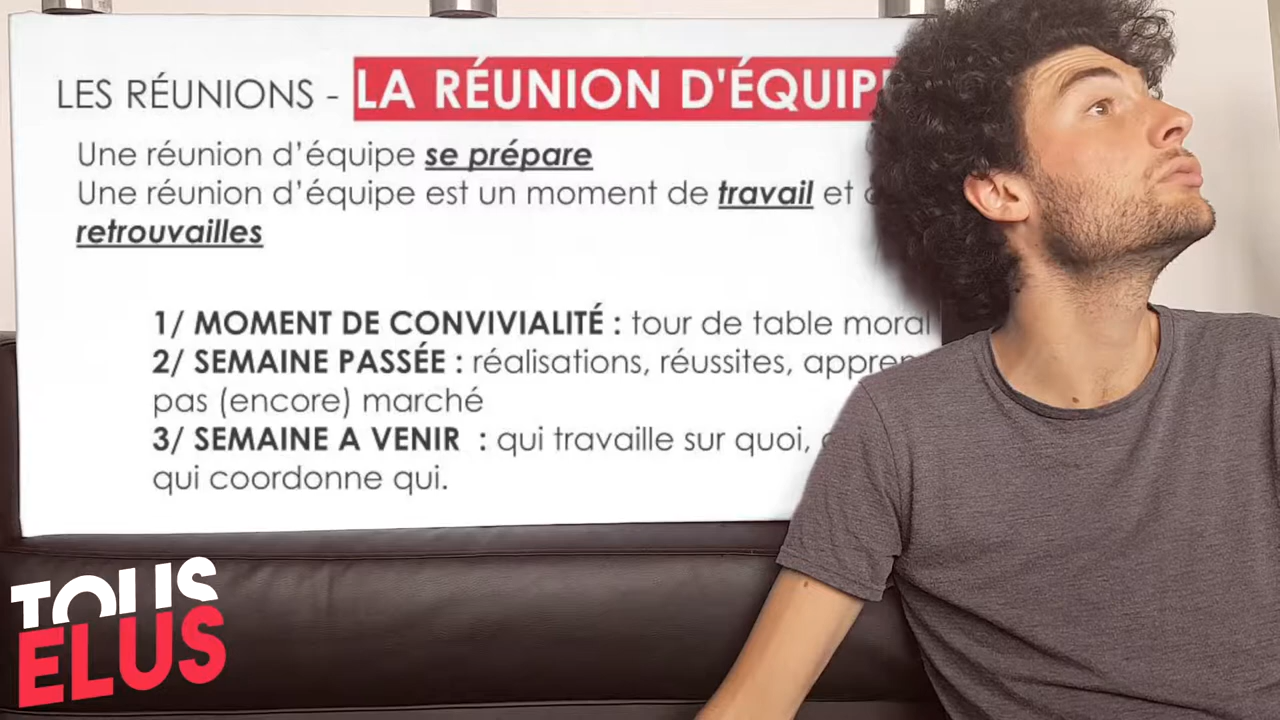 LES RÉUNIONS - LA RÉUNION D'ÉQUIP
Une réunion d'équipe se prépare
Une réunion d'équipe est un moment de travail et
retrouvailles
1/ MOMENT DE CONVIVIALITÉ : tour de table moral
2/ SEMAINE PASSÉE : réalisations, réussites, appren
pas (encore) marché
3/ SEMAINE A VENIR : qui travaille sur quoi,
qui coordonne qui.
TOUS
ELUS